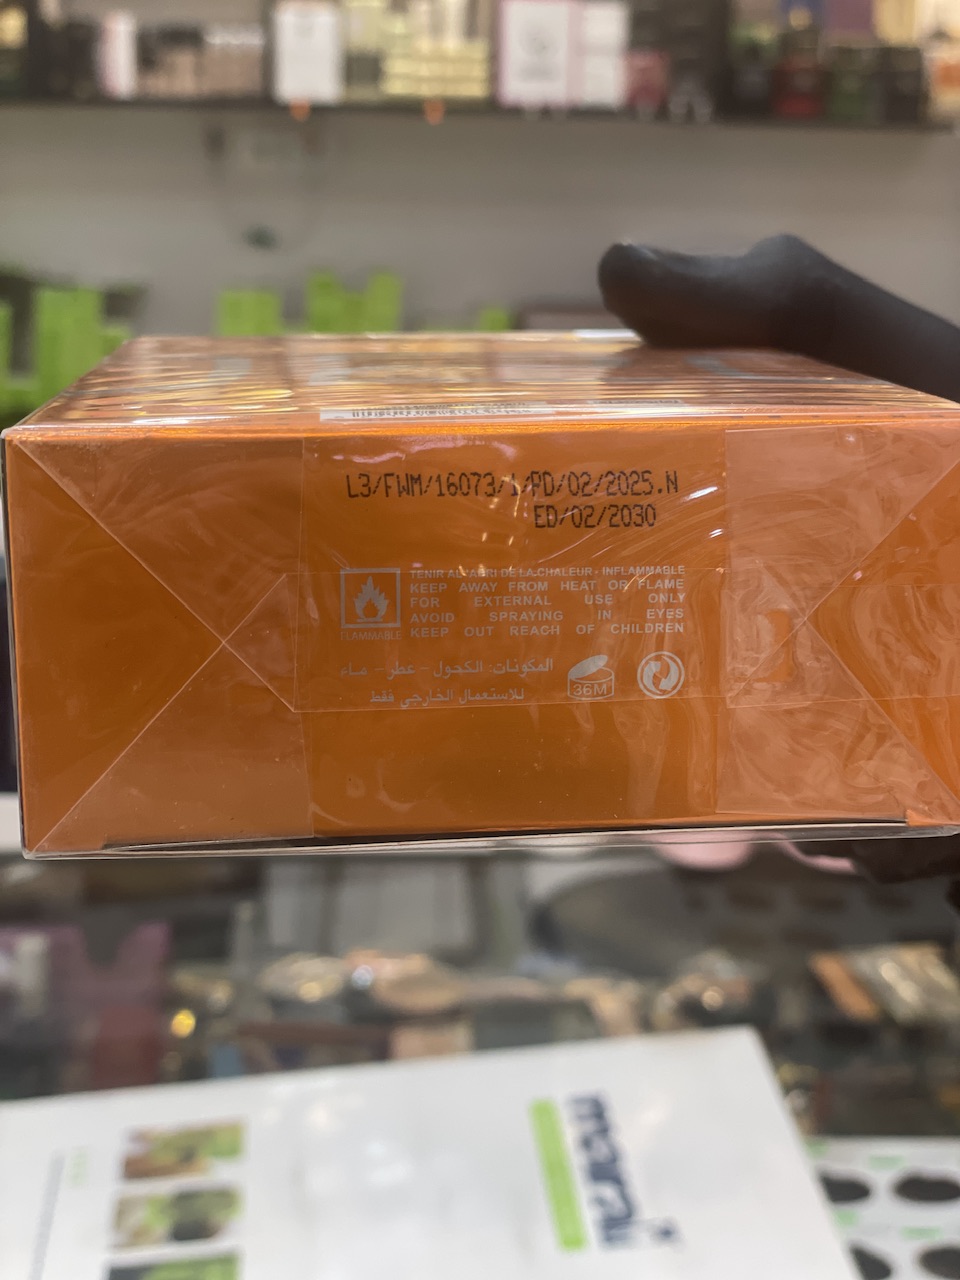 L3/FWM/16073/1/PD/02/2025.N
ED/02/2030
TENIR AL'ABRI DE LA CHALEUR - INFLAMMABLE
KEEP AWAY FROM HEAT OR FLAME
FOR EXTERNAL USE ONLY
AVOID SPRAYING IN EYES
KEEP OUT REACH OF CHILDREN
FLAMMABLE
المكونات: الكحول - عطر - ماء
للاستعمال الخارجي فقط
36M